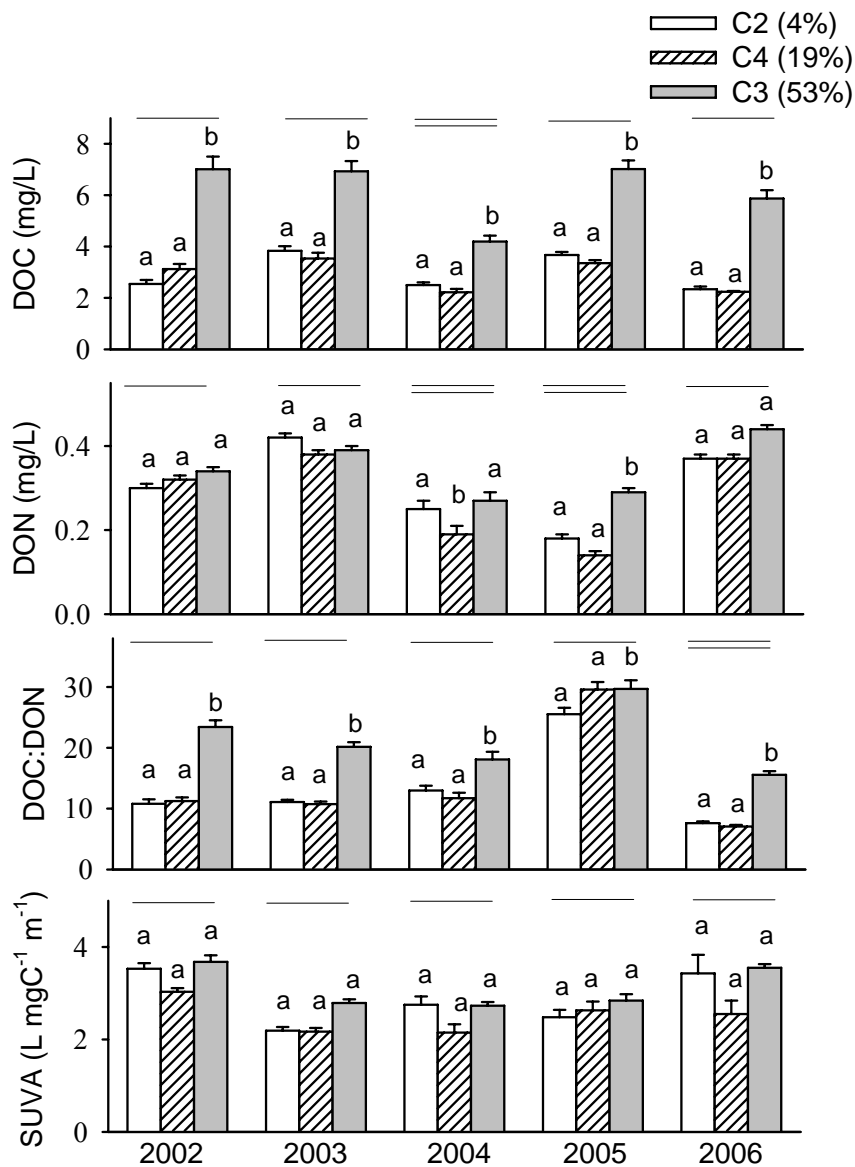 C2 (4%)
C4 (19%)
C3 (53%)
DOC (mg/L)
8
6
4
2
0
a a b
a a b
a a b
a a b
a a b
DON (mg/L)
0.4
0.2
0.0
a a a
a a a
a b a
a a b
a a a
DOC:DON
30
20
10
0
a a b
a a b
a a b
a a b
a a b
SUVA (L mgC⁻¹ m⁻¹)
4
2
0
a a a
a a a
a a a
a a a
a a a
2002 2003 2004 2005 2006